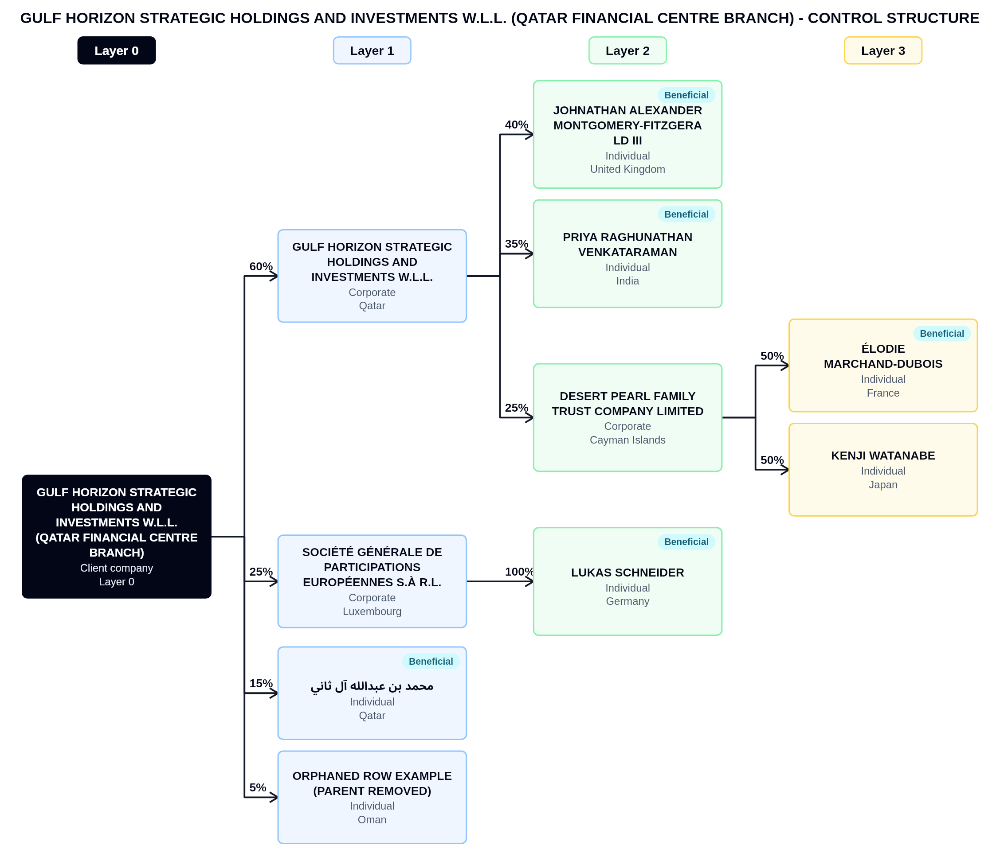 GULF HORIZON STRATEGIC HOLDINGS AND INVESTMENTS W.L.L. (QATAR FINANCIAL CENTRE BRANCH) - CONTROL STRUCTURE
Layer 0
Layer 1
Layer 2
Layer 3
GULF HORIZON STRATEGIC
HOLDINGS AND
INVESTMENTS W.L.L.
(QATAR FINANCIAL CENTRE
BRANCH)
Client company
Layer 0
60%
GULF HORIZON STRATEGIC
HOLDINGS AND
INVESTMENTS W.L.L.
Corporate
Qatar
40%
Beneficial
JOHNATHAN ALEXANDER
MONTGOMERY-FITZGERA
LD III
Individual
United Kingdom
35%
Beneficial
PRIYA RAGHUNATHAN
VENKATARAMAN
Individual
India
25%
DESERT PEARL FAMILY
TRUST COMPANY LIMITED
Corporate
Cayman Islands
50%
Beneficial
ÉLODIE
MARCHAND-DUBOIS
Individual
France
50%
KENJI WATANABE
Individual
Japan
25%
SOCIÉTÉ GÉNÉRALE DE
PARTICIPATIONS
EUROPÉENNES S.À R.L.
Corporate
Luxembourg
100%
Beneficial
LUKAS SCHNEIDER
Individual
Germany
15%
Beneficial
محمد بن عبدالله آل ثاني
Individual
Qatar
5%
ORPHANED ROW EXAMPLE
(PARENT REMOVED)
Individual
Oman